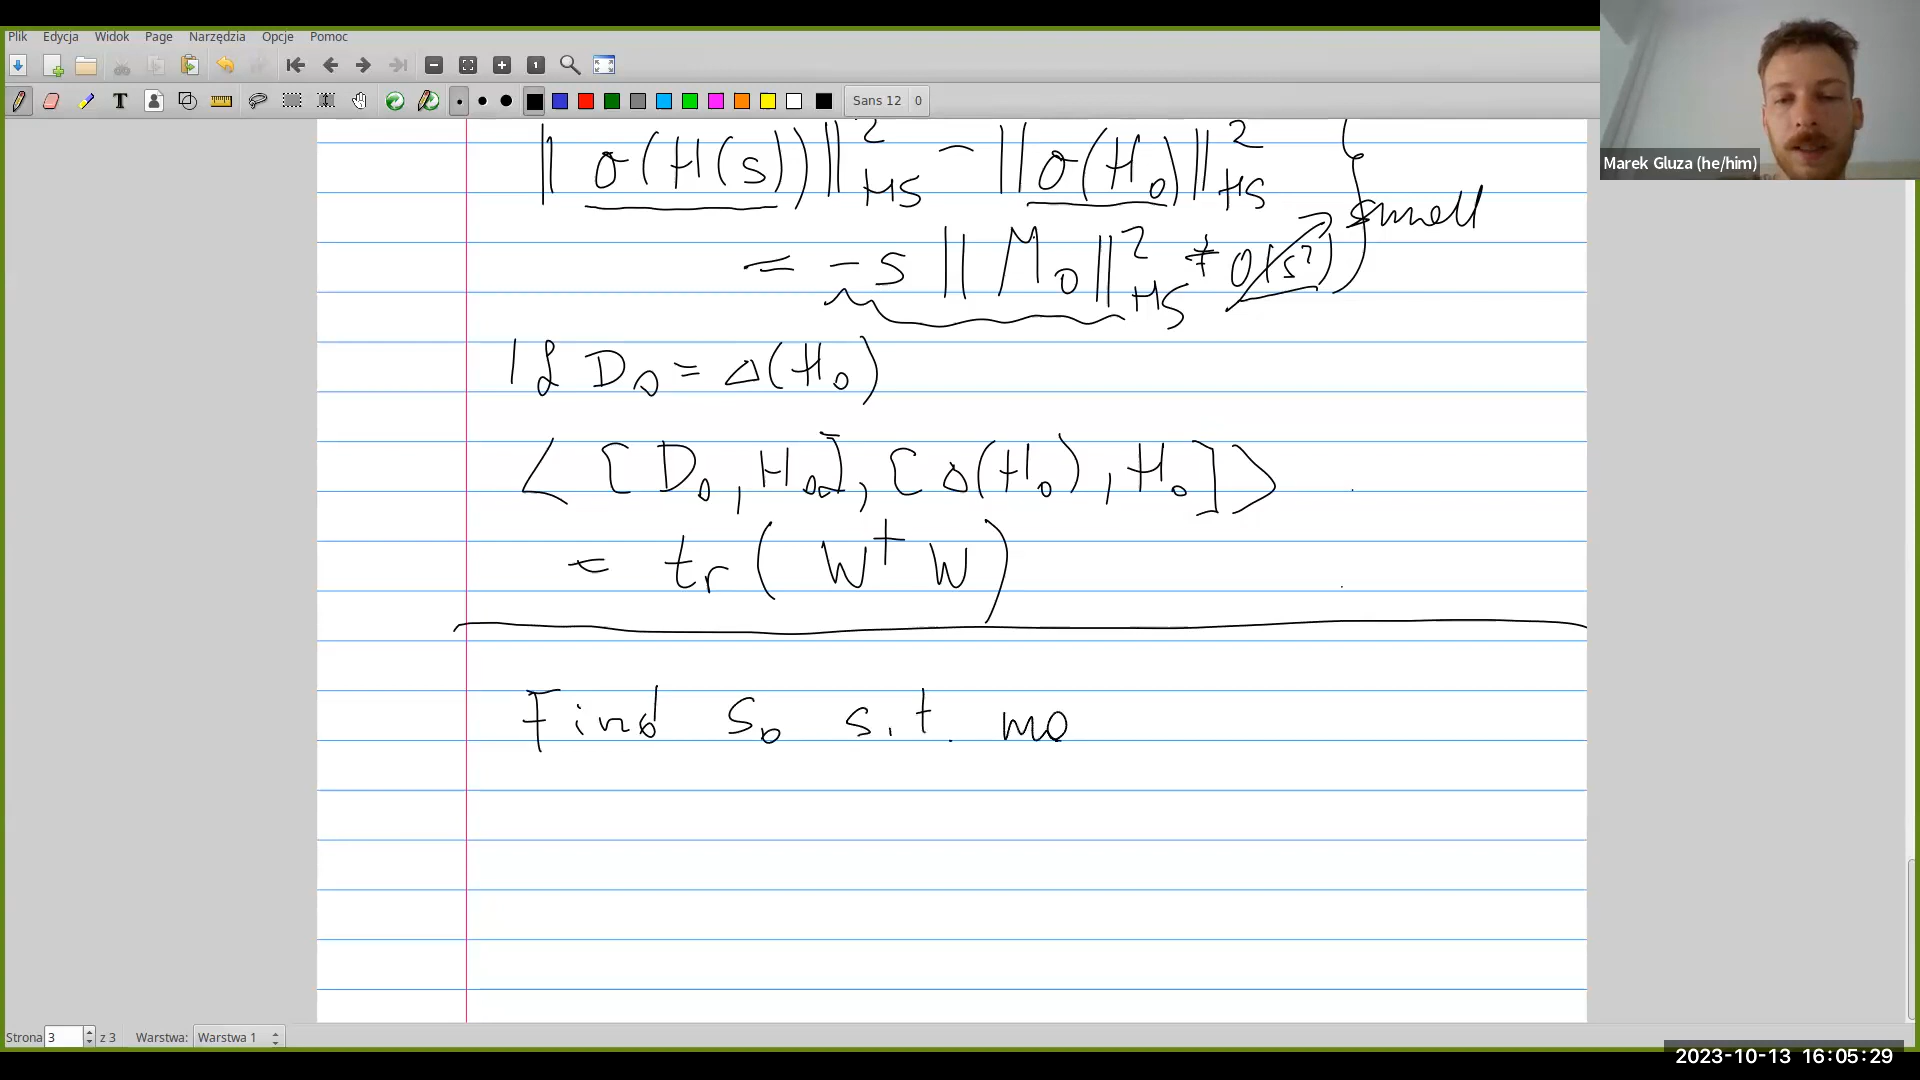 Plik Edycja Widok Page Narzędzia Opcje Pomoc
Sans 12 0
Marek Gluza (he/him)
‖ σ(H(s)) ‖²_HS − ‖ σ(H₀) ‖²_HS
= −s ‖ M₀ ‖²_HS + O(s²) small
If D₀ = Δ(H₀)
⟨ [D₀, H₀], [Δ(H₀), H₀] ⟩
= tr( W† W )
Find s₀ s.t. mo
Strona 3 z 3 Warstwa: Warstwa 1
2023-10-13 16:05:29